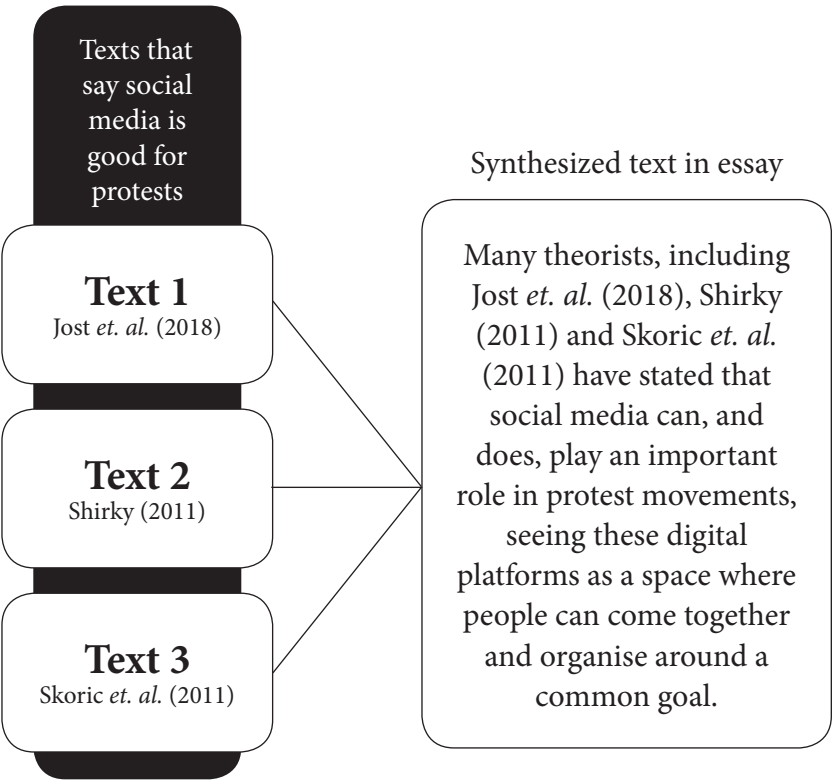 Texts that
say social
media is
good for
protests
Text 1
Jost et. al. (2018)
Text 2
Shirky (2011)
Text 3
Skoric et. al. (2011)
Synthesized text in essay
Many theorists, including
Jost et. al. (2018), Shirky
(2011) and Skoric et. al.
(2011) have stated that
social media can, and
does, play an important
role in protest movements,
seeing these digital
platforms as a space where
people can come together
and organise around a
common goal.